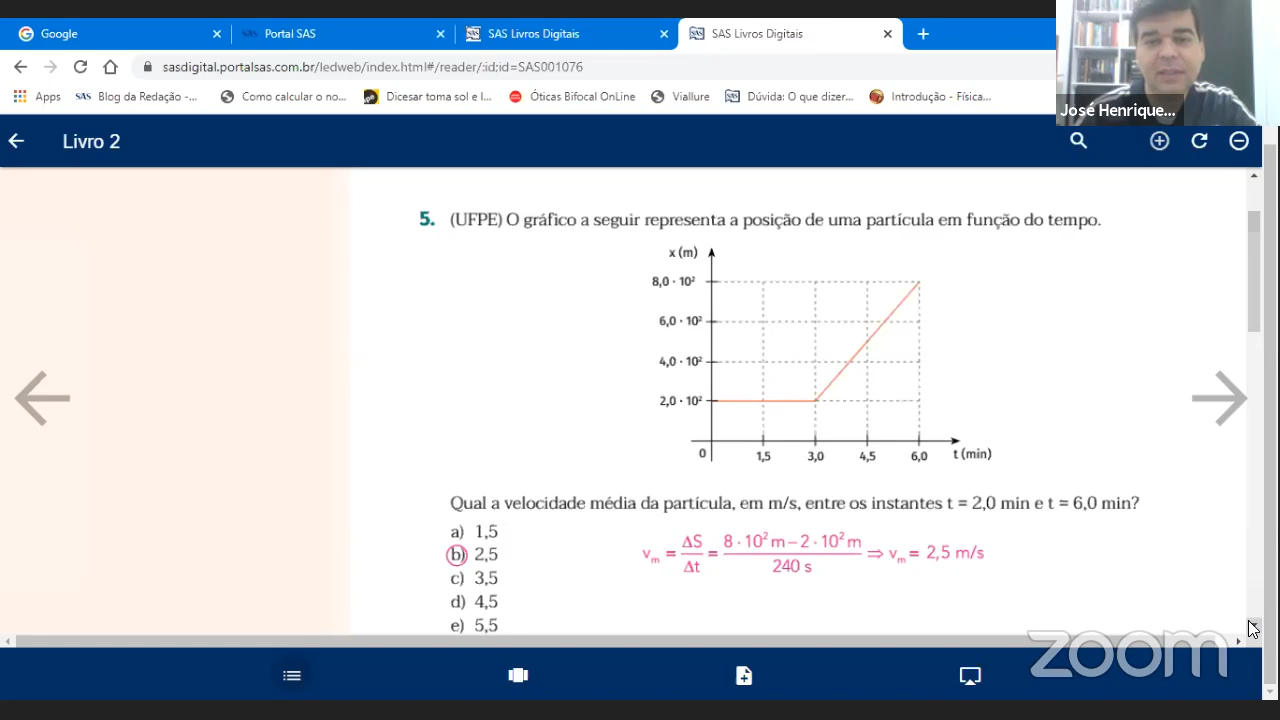 Google
SAS Portal SAS
SAS Livros Digitais
SAS Livros Digitais
sasdigital.portalsas.com.br/ledweb/index.html#/reader/:id;id=SAS001076
Apps
SAS Blog da Redação -...
Como calcular o no...
Dicesar toma sol e l...
Óticas Bifocal OnLine
Viallure
Dúvida: O que dizer...
Introdução - Física...
José Henrique...
Livro 2
5. (UFPE) O gráfico a seguir representa a posição de uma partícula em função do tempo.
x (m)
8,0 · 10²
6,0 · 10²
4,0 · 10²
2,0 · 10²
0 1,5 3,0 4,5 6,0 t (min)
Qual a velocidade média da partícula, em m/s, entre os instantes t = 2,0 min e t = 6,0 min?
a) 1,5
b) 2,5
c) 3,5
d) 4,5
e) 5,5
vₘ = ΔS/Δt = 8 · 10² m – 2 · 10² m / 240 s ⇒ vₘ = 2,5 m/s
zoom